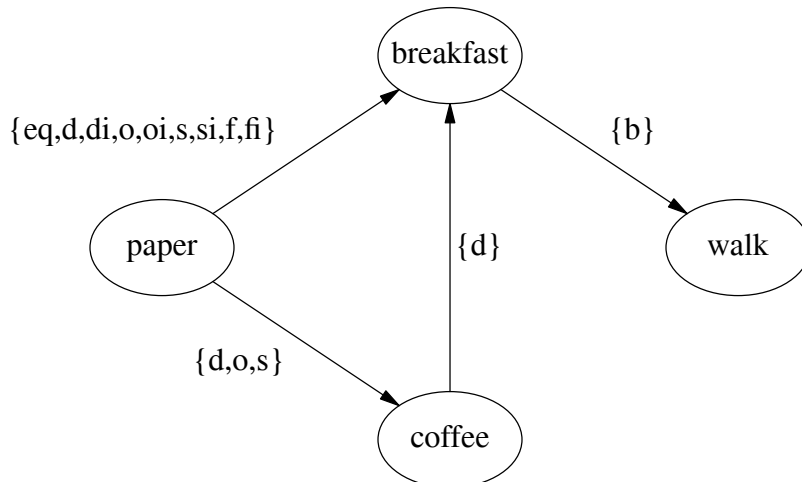 breakfast
{eq,d,di,o,oi,s,si,f,fi}
{b}
paper
{d}
walk
{d,o,s}
coffee